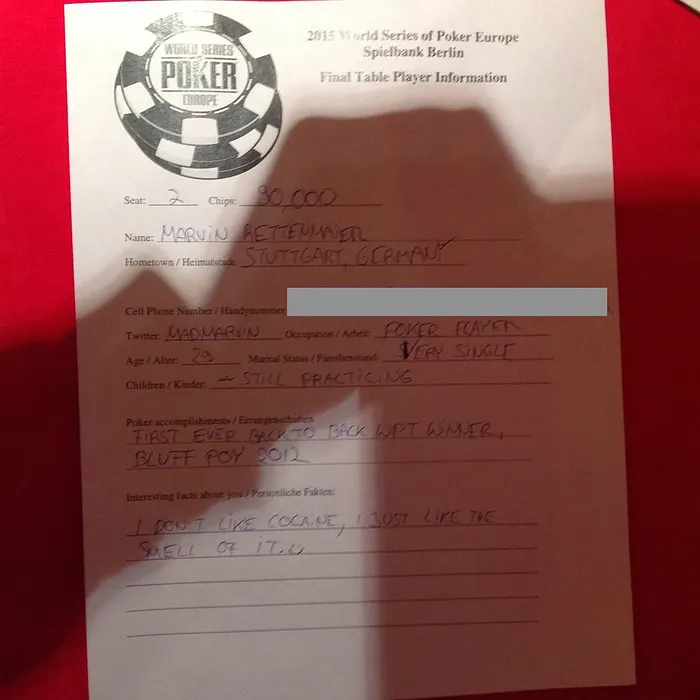 WORLD SERIES
OF
POKER
EUROPE
2015 World Series of Poker Europe
Spielbank Berlin
Final Table Player Information
Seat: 2 Chips: 90,000
Name: MARVIN RETTENMAIER
Hometown / Heimatstadt: STUTTGART, GERMANY
Cell Phone Number / Handynummer:
Twitter: MADMARVIN Occupation / Arbeit: POKER PLAYER
Age / Alter: 29 Marital Status / Familienstand: VERY SINGLE
Children / Kinder: – STILL PRACTICING
Poker accomplishments / Errungenschaften
FIRST EVER BACK TO BACK WPT WINNER,
BLUFF POY 2012
Interesting facts about you / Persönliche Fakten:
I DON'T LIKE COCAINE, I JUST LIKE THE
SMELL OF IT.